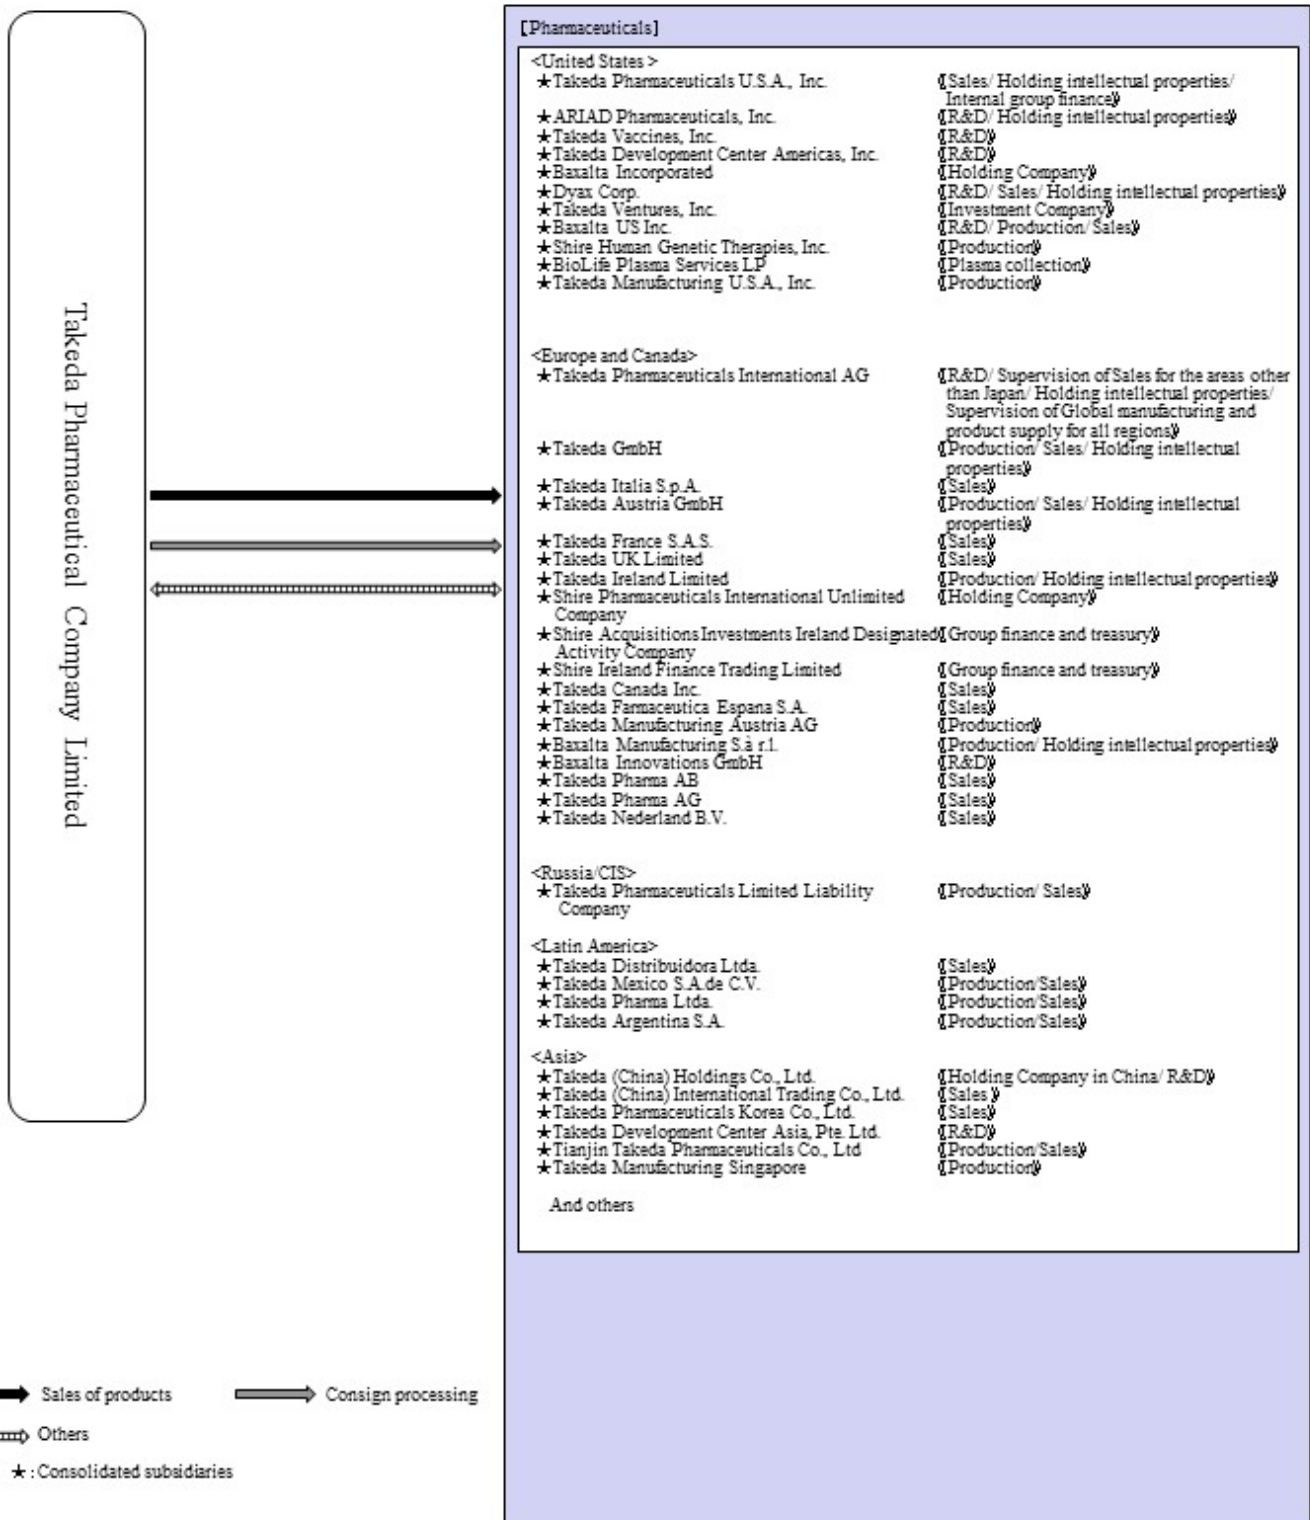 Takeda Pharmaceutical Company Limited
[Pharmaceuticals]
<United States >
★Takeda Pharmaceuticals U.S.A., Inc. 《Sales/ Holding intellectual properties/
Internal group finance》
★ARIAD Pharmaceuticals, Inc. 《R&D/ Holding intellectual properties》
★Takeda Vaccines, Inc. 《R&D》
★Takeda Development Center Americas, Inc. 《R&D》
★Baxalta Incorporated 《Holding Company》
★Dyax Corp. 《R&D/ Sales/ Holding intellectual properties》
★Takeda Ventures, Inc. 《Investment Company》
★Baxalta US Inc. 《R&D/ Production/ Sales》
★Shire Human Genetic Therapies, Inc. 《Production》
★BioLife Plasma Services LP 《Plasma collection》
★Takeda Manufacturing U.S.A., Inc. 《Production》
<Europe and Canada>
★Takeda Pharmaceuticals International AG 《R&D/ Supervision of Sales for the areas other
than Japan/ Holding intellectual properties/
Supervision of Global manufacturing and
product supply for all regions》
★Takeda GmbH 《Production/ Sales/ Holding intellectual
properties》
★Takeda Italia S.p.A. 《Sales》
★Takeda Austria GmbH 《Production/ Sales/ Holding intellectual
properties》
★Takeda France S.A.S. 《Sales》
★Takeda UK Limited 《Sales》
★Takeda Ireland Limited 《Production/ Holding intellectual properties》
★Shire Pharmaceuticals International Unlimited 《Holding Company》
Company
★Shire Acquisitions Investments Ireland Designated 《Group finance and treasury》
Activity Company
★Shire Ireland Finance Trading Limited 《Group finance and treasury》
★Takeda Canada Inc. 《Sales》
★Takeda Farmaceutica Espana S.A. 《Sales》
★Takeda Manufacturing Austria AG 《Production》
★Baxalta Manufacturing S.à r.l. 《Production/ Holding intellectual properties》
★Baxalta Innovations GmbH 《R&D》
★Takeda Pharma AB 《Sales》
★Takeda Pharma AG 《Sales》
★Takeda Nederland B.V. 《Sales》
<Russia/CIS>
★Takeda Pharmaceuticals Limited Liability 《Production/ Sales》
Company
<Latin America>
★Takeda Distribuidora Ltda. 《Sales》
★Takeda Mexico S.A.de C.V. 《Production/Sales》
★Takeda Pharma Ltda. 《Production/Sales》
★Takeda Argentina S.A. 《Production/Sales》
<Asia>
★Takeda (China) Holdings Co., Ltd. 《Holding Company in China/ R&D》
★Takeda (China) International Trading Co., Ltd. 《Sales 》
★Takeda Pharmaceuticals Korea Co., Ltd. 《Sales》
★Takeda Development Center Asia, Pte. Ltd. 《R&D》
★Tianjin Takeda Pharmaceuticals Co., Ltd 《Production/Sales》
★Takeda Manufacturing Singapore 《Production》
And others
Sales of products Consign processing
Others
★ : Consolidated subsidiaries